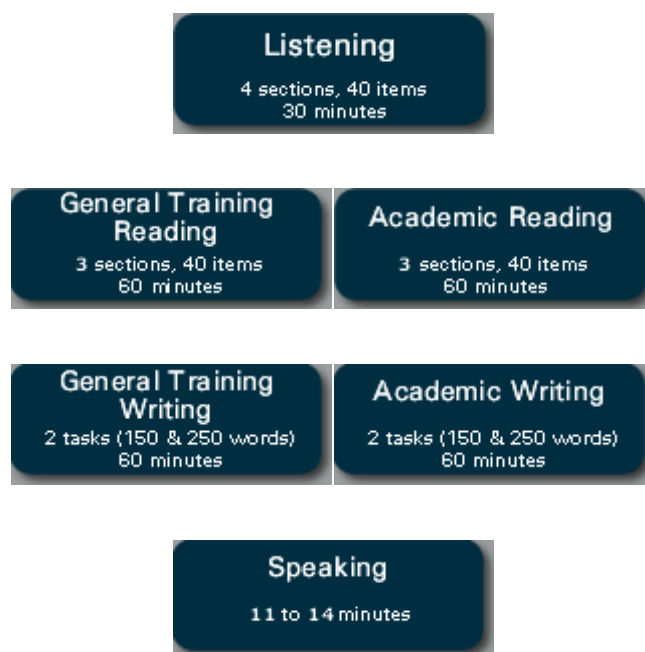 Listening
4 sections, 40 items
30 minutes
General Training
Reading
3 sections, 40 items
60 minutes
Academic Reading
3 sections, 40 items
60 minutes
General Training
Writing
2 tasks (150 & 250 words)
60 minutes
Academic Writing
2 tasks (150 & 250 words)
60 minutes
Speaking
11 to 14 minutes